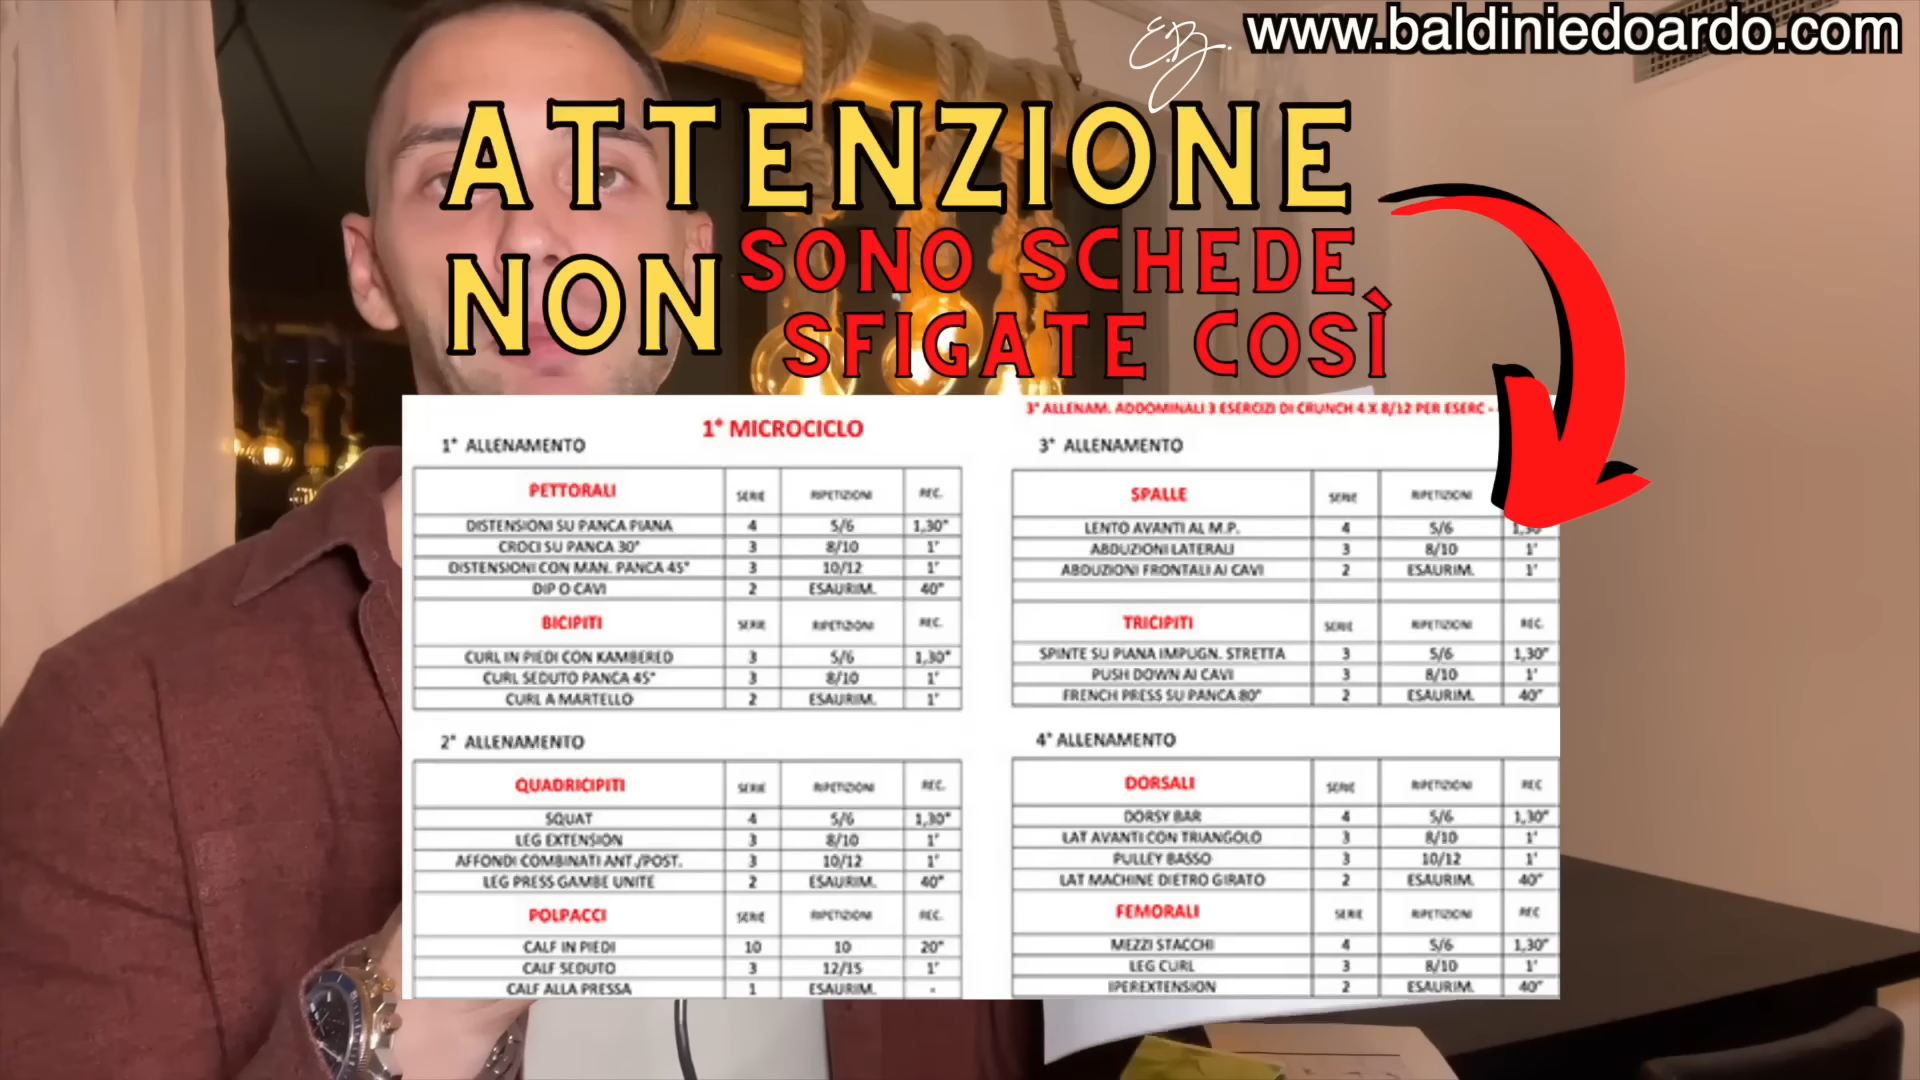 E.B. www.baldiniedoardo.com
ATTENZIONE
NON SONO SCHEDE
SFIGATE COSÌ
1° MICROCICLO
1° ALLENAMENTO
PETTORALI SERIE RIPETIZIONI REC.
DISTENSIONI SU PANCA PIANA 4 5/6 1,30"
CROCI SU PANCA 30° 3 8/10 1'
DISTENSIONI CON MAN. PANCA 45° 3 10/12 1'
DIP O CAVI 2 ESAURIM. 40"
BICIPITI SERIE RIPETIZIONI REC.
CURL IN PIEDI CON KAMBERED 3 5/6 1,30"
CURL SEDUTO PANCA 45° 3 8/10 1'
CURL A MARTELLO 2 ESAURIM. 1'
2° ALLENAMENTO
QUADRICIPITI SERIE RIPETIZIONI REC.
SQUAT 4 5/6 1,30"
LEG EXTENSION 3 8/10 1'
AFFONDI COMBINATI ANT./POST. 3 10/12 1'
LEG PRESS GAMBE UNITE 2 ESAURIM. 40"
POLPACCI SERIE RIPETIZIONI REC.
CALF IN PIEDI 10 10 20"
CALF SEDUTO 3 12/15 1'
CALF ALLA PRESSA 1 ESAURIM. -
3° ALLENAM. ADDOMINALI 3 ESERCIZI DI CRUNCH 4 X 8/12 PER ESERC -
3° ALLENAMENTO
SPALLE SERIE RIPETIZIONI
LENTO AVANTI AL M.P. 4 5/6 1,30"
ABDUZIONI LATERALI 3 8/10 1'
ABDUZIONI FRONTALI AI CAVI 2 ESAURIM. 1'
TRICIPITI SERIE RIPETIZIONI REC.
SPINTE SU PIANA IMPUGN. STRETTA 3 5/6 1,30"
PUSH DOWN AI CAVI 3 8/10 1'
FRENCH PRESS SU PANCA 80° 2 ESAURIM. 40"
4° ALLENAMENTO
DORSALI SERIE RIPETIZIONI REC
DORSY BAR 4 5/6 1,30"
LAT AVANTI CON TRIANGOLO 3 8/10 1'
PULLEY BASSO 3 10/12 1'
LAT MACHINE DIETRO GIRATO 2 ESAURIM. 40"
FEMORALI SERIE RIPETIZIONI REC
MEZZI STACCHI 4 5/6 1,30"
LEG CURL 3 8/10 1'
IPEREXTENSION 2 ESAURIM. 40"